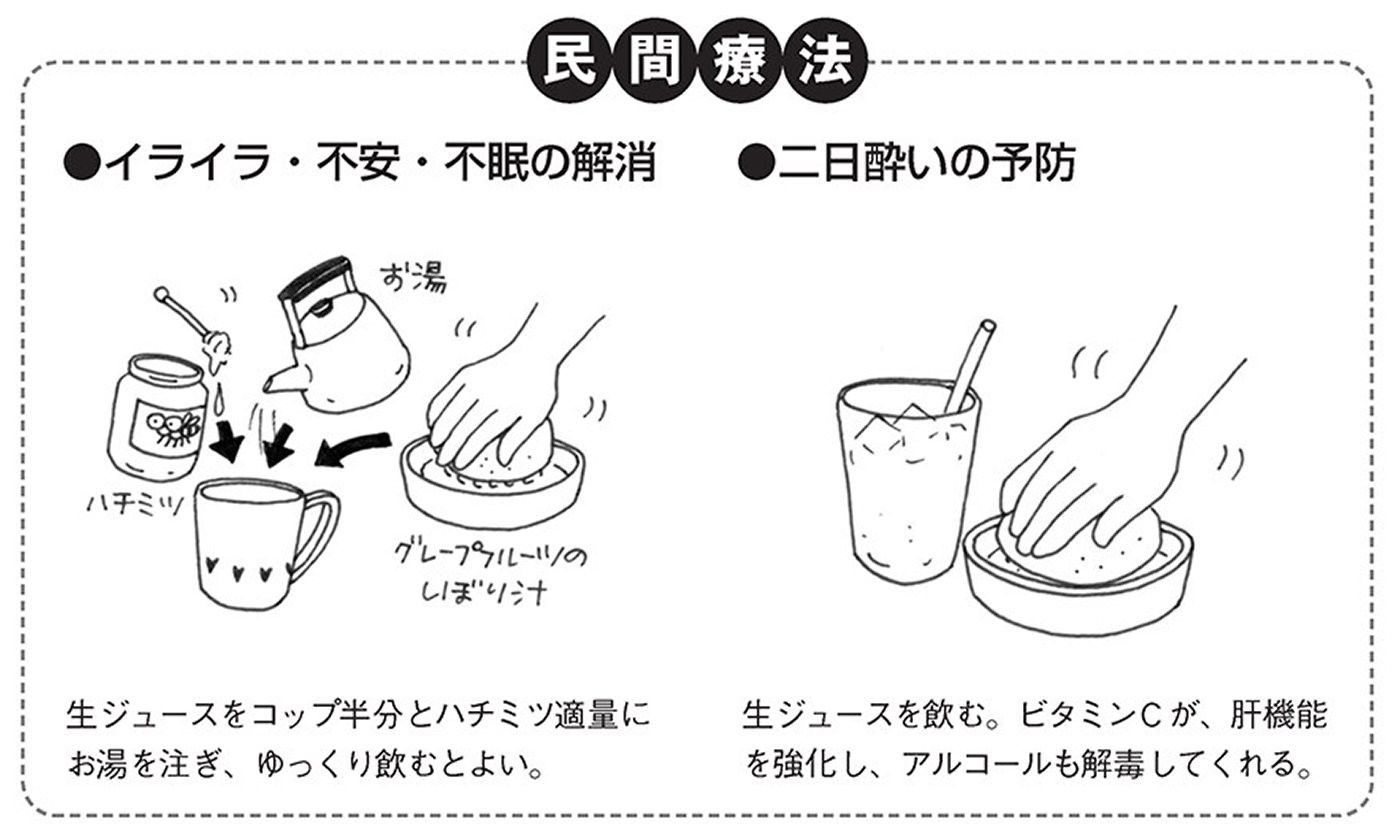 民間療法
●イライラ・不安・不眠の解消
お湯
ハチミツ
グレープフルーツの
しぼり汁
生ジュースをコップ半分とハチミツ適量に
お湯を注ぎ、ゆっくり飲むとよい。
●二日酔いの予防
生ジュースを飲む。ビタミンCが、肝機能
を強化し、アルコールも解毒してくれる。